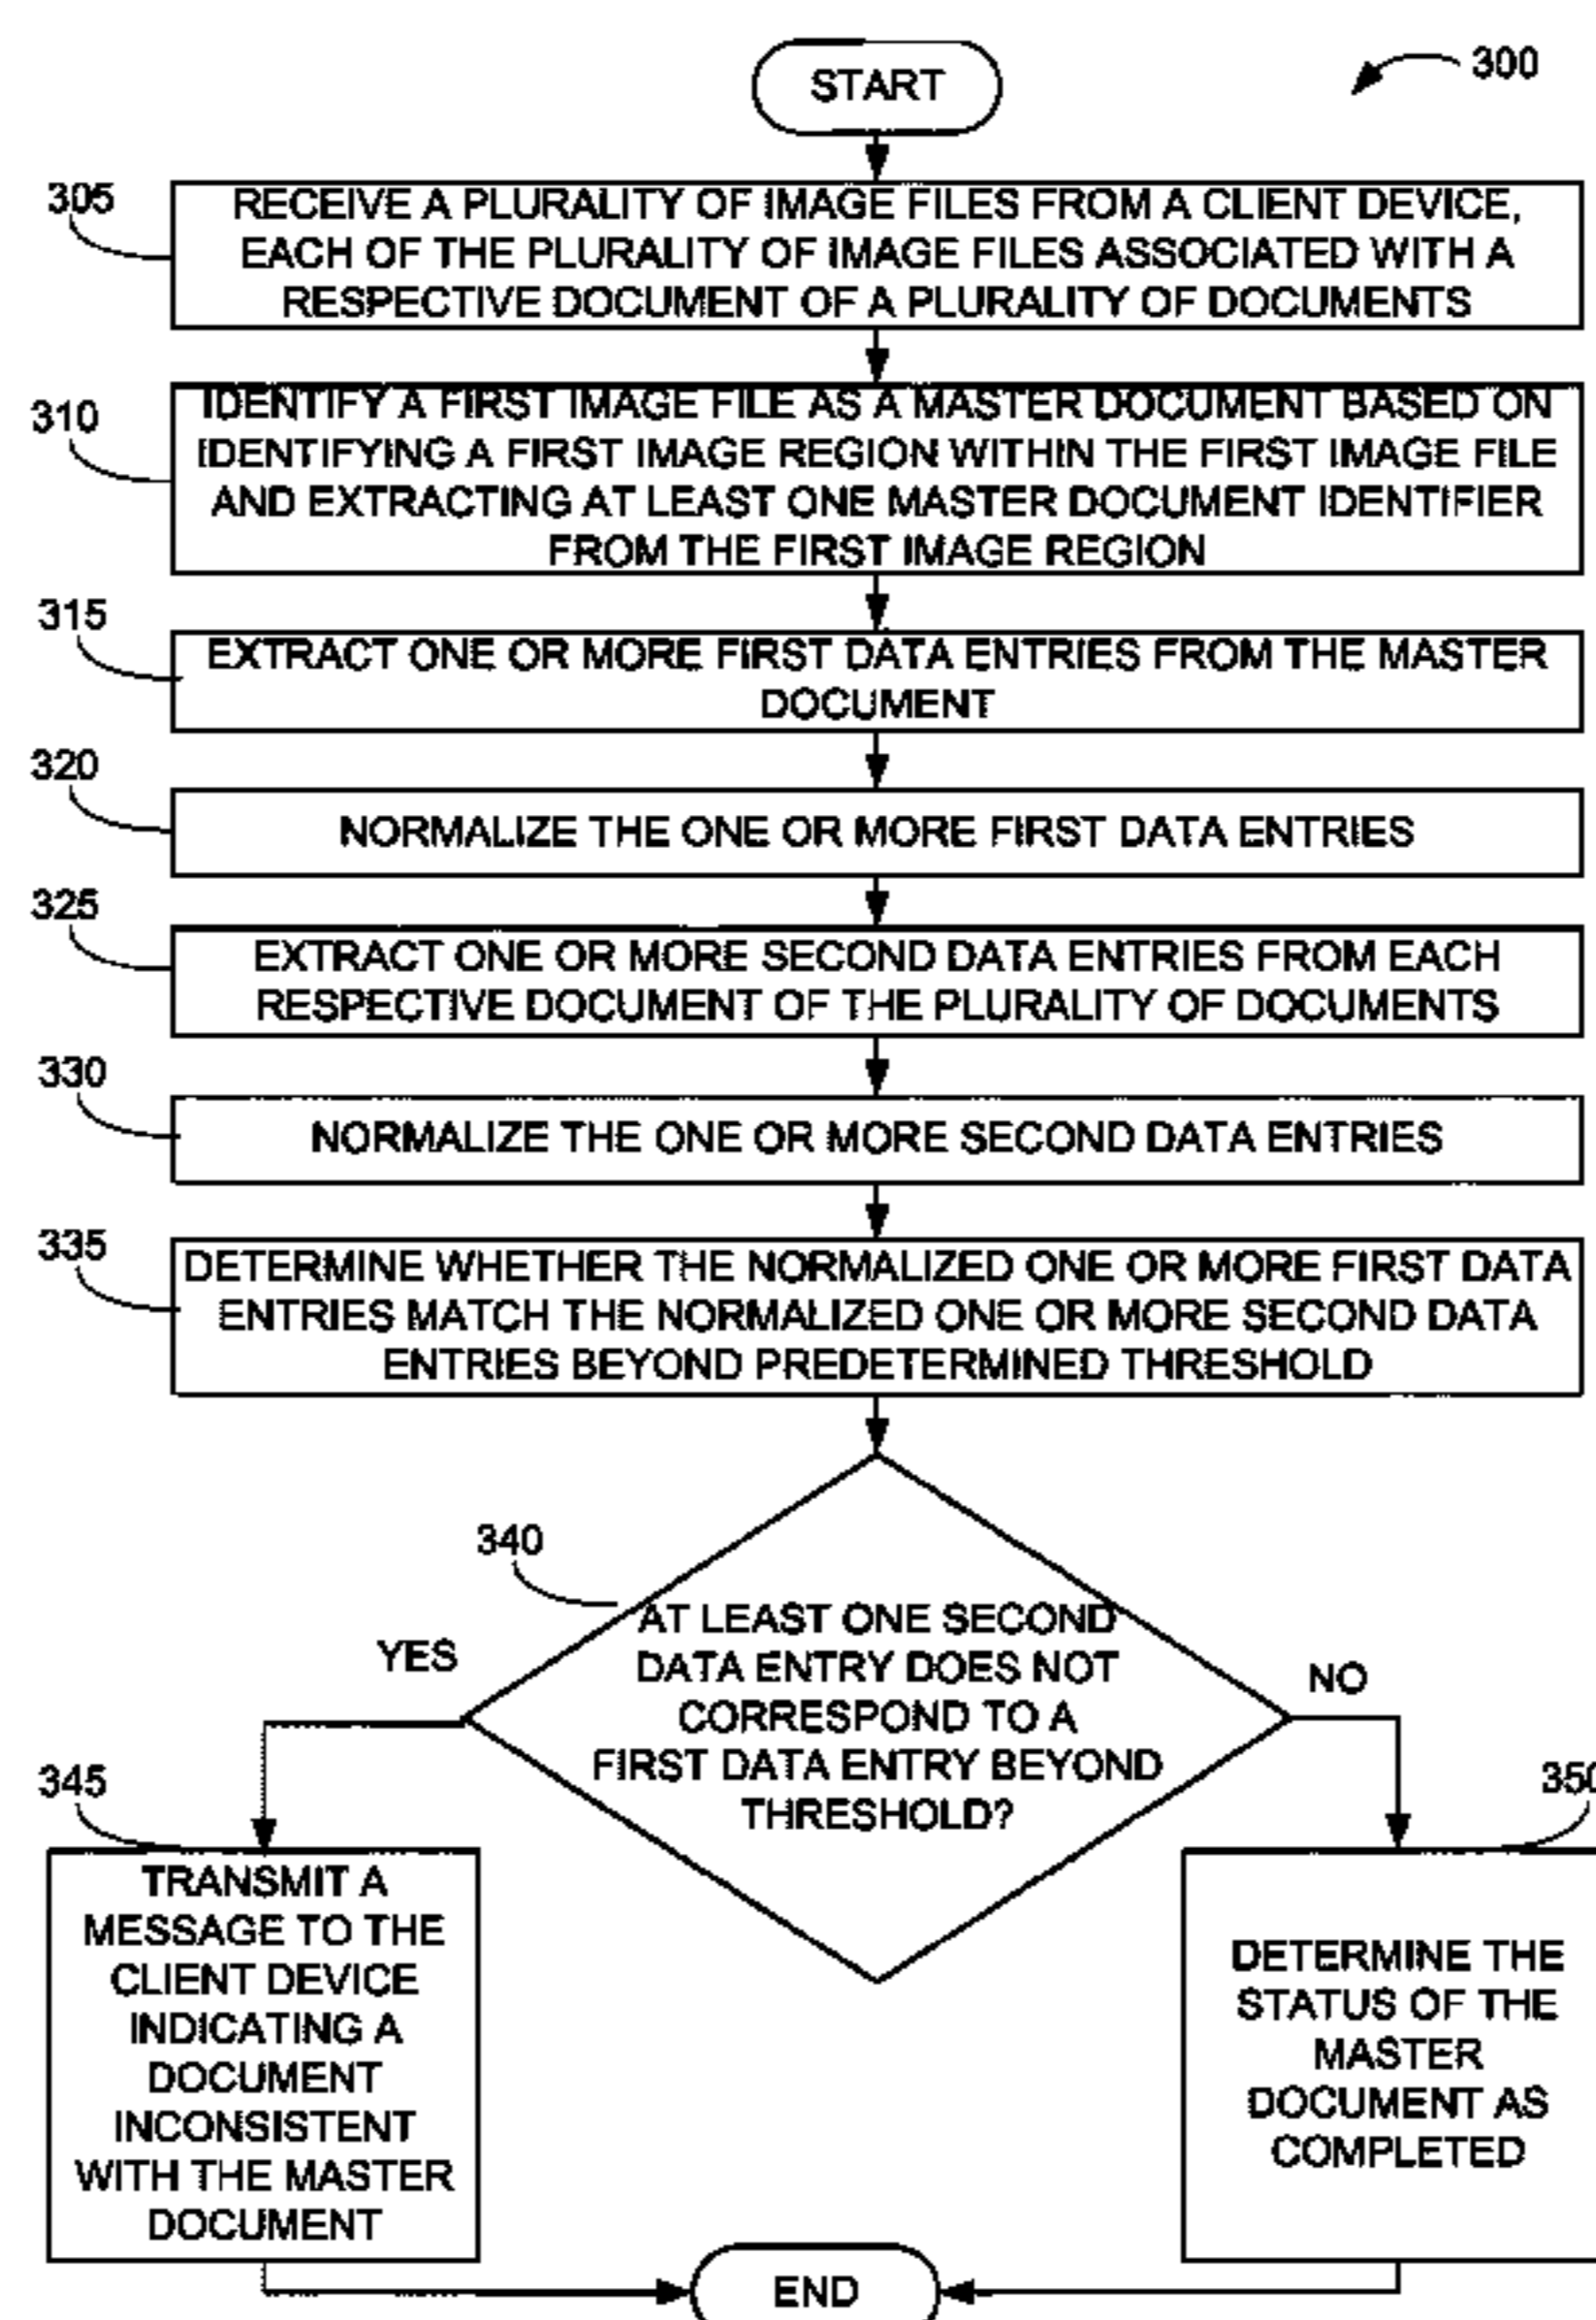 START
300
305
RECEIVE A PLURALITY OF IMAGE FILES FROM A CLIENT DEVICE,
EACH OF THE PLURALITY OF IMAGE FILES ASSOCIATED WITH A
RESPECTIVE DOCUMENT OF A PLURALITY OF DOCUMENTS
310
IDENTIFY A FIRST IMAGE FILE AS A MASTER DOCUMENT BASED ON
IDENTIFYING A FIRST IMAGE REGION WITHIN THE FIRST IMAGE FILE
AND EXTRACTING AT LEAST ONE MASTER DOCUMENT IDENTIFIER
FROM THE FIRST IMAGE REGION
315
EXTRACT ONE OR MORE FIRST DATA ENTRIES FROM THE MASTER
DOCUMENT
320
NORMALIZE THE ONE OR MORE FIRST DATA ENTRIES
325
EXTRACT ONE OR MORE SECOND DATA ENTRIES FROM EACH
RESPECTIVE DOCUMENT OF THE PLURALITY OF DOCUMENTS
330
NORMALIZE THE ONE OR MORE SECOND DATA ENTRIES
335
DETERMINE WHETHER THE NORMALIZED ONE OR MORE FIRST DATA
ENTRIES MATCH THE NORMALIZED ONE OR MORE SECOND DATA
ENTRIES BEYOND PREDETERMINED THRESHOLD
340
AT LEAST ONE SECOND
DATA ENTRY DOES NOT
CORRESPOND TO A
FIRST DATA ENTRY BEYOND
THRESHOLD?
YES
NO
345
TRANSMIT A
MESSAGE TO THE
CLIENT DEVICE
INDICATING A
DOCUMENT
INCONSISTENT
WITH THE MASTER
DOCUMENT
350
DETERMINE THE
STATUS OF THE
MASTER
DOCUMENT AS
COMPLETED
END